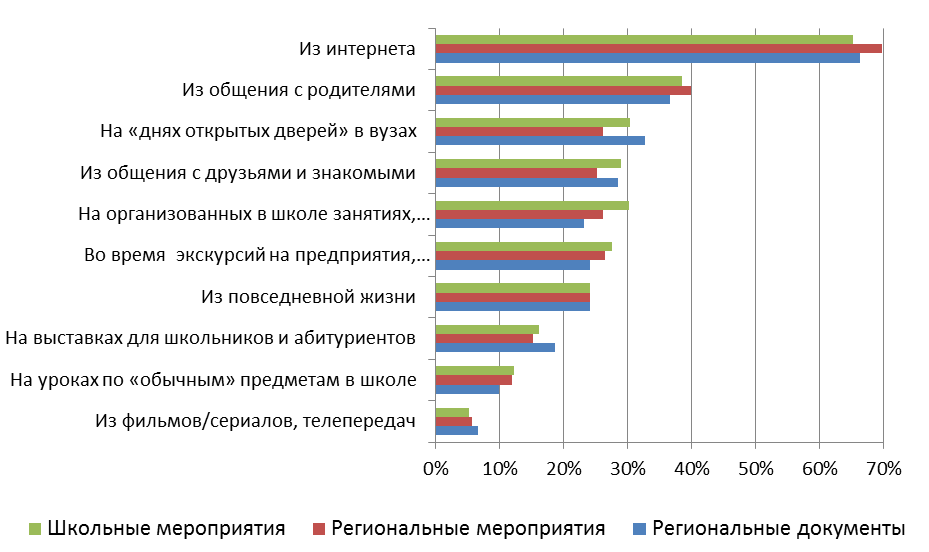 Из интернета
Из общения с родителями
На «днях открытых дверей» в вузах
Из общения с друзьями и знакомыми
На организованных в школе занятиях,...
Во время экскурсий на предприятия,...
Из повседневной жизни
На выставках для школьников и абитуриентов
На уроках по «обычным» предметам в школе
Из фильмов/сериалов, телепередач
0% 10% 20% 30% 40% 50% 60% 70%
Школьные мероприятия Региональные мероприятия Региональные документы